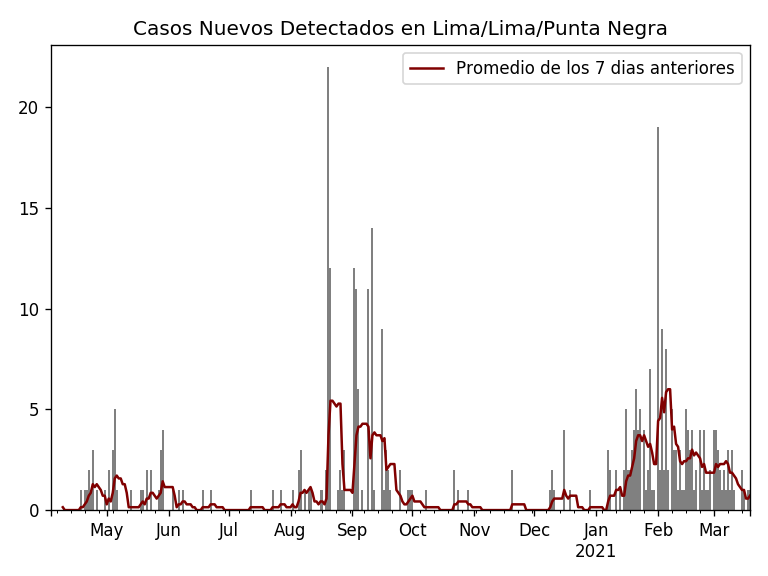 Casos Nuevos Detectados en Lima/Lima/Punta Negra
Promedio de los 7 dias anteriores
20
15
10
5
0
May Jun Jul Aug Sep Oct Nov Dec Jan Feb Mar
2021